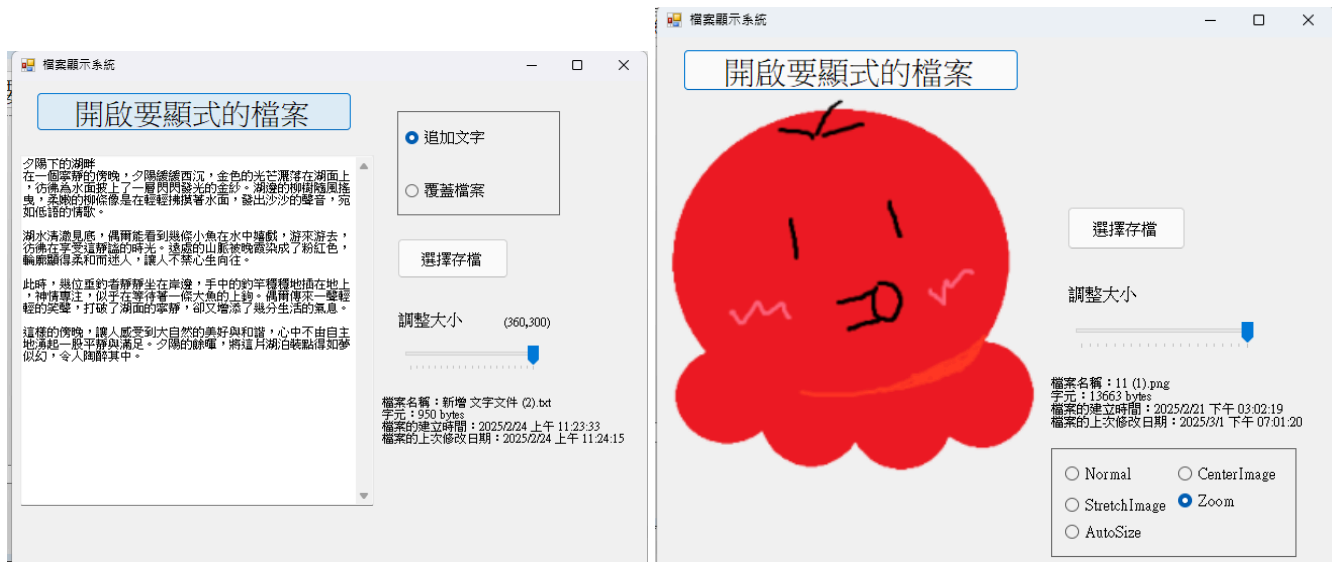 檔案顯示系統
開啟要顯式的檔案
夕陽下的湖畔
在一個寧靜的傍晚，夕陽緩緩西沉，金色的光芒灑落在湖面上
，彷彿為水面披上了一層閃閃發光的金紗。湖邊的柳樹隨風搖
曳，柔嫩的柳條像是在輕輕拂摸著水面，發出沙沙的聲音，宛
如低語的情歌。
湖水清澈見底，偶爾能看到幾條小魚在水中嬉戲，游來游去，
彷彿在享受這靜謐的時光。遠處的山脈被晚霞染成了粉紅色，
輪廓顯得柔和而迷人，讓人不禁心生向往。
此時，幾位垂釣者靜靜坐在岸邊，手中的釣竿穩穩地插在地上
，神情專注，似乎在等待著一條大魚的上鉤。偶爾傳來一聲輕
輕的笑聲，打破了湖面的寧靜，卻又增添了幾分生活的氣息。
這樣的傍晚，讓人感受到大自然的美好與和諧，心中不由自主
地湧起一股平靜與滿足。夕陽的餘暉，將這片湖泊裝點得如夢
似幻，令人陶醉其中。
追加文字
覆蓋檔案
選擇存檔
調整大小 (360,300)
檔案名稱：新增 文字文件 (2).txt
字元：950 bytes
檔案的建立時間：2025/2/24 上午 11:23:33
檔案的上次修改日期：2025/2/24 上午 11:24:15
檔案顯示系統
開啟要顯式的檔案
選擇存檔
調整大小
檔案名稱：11 (1).png
字元：13663 bytes
檔案的建立時間：2025/2/21 下午 03:02:19
檔案的上次修改日期：2025/3/1 下午 07:01:20
Normal CenterImage
StretchImage Zoom
AutoSize